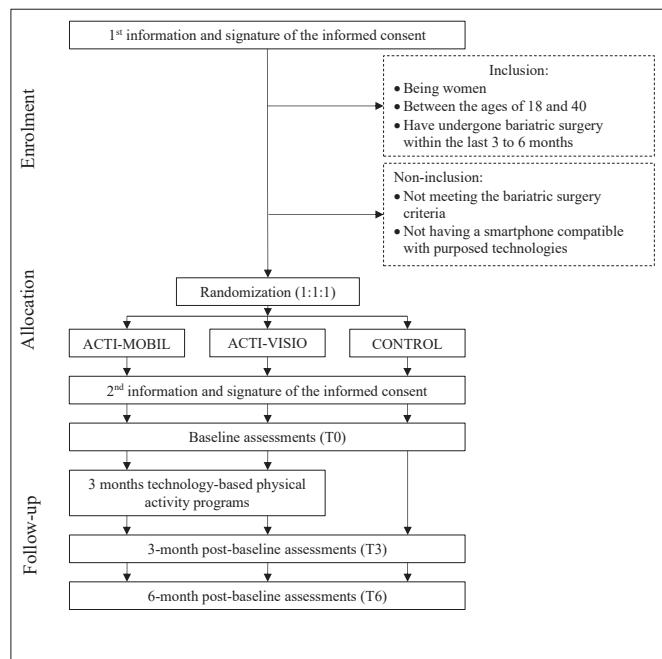 1st information and signature of the informed consent
Enrolment
Inclusion:
• Being women
• Between the ages of 18 and 40
• Have undergone bariatric surgery
within the last 3 to 6 months
Non-inclusion:
• Not meeting the bariatric surgery
criteria
• Not having a smartphone compatible
with purposed technologies
Allocation
Randomization (1:1:1)
ACTI-MOBIL
ACTI-VISIO
CONTROL
2nd information and signature of the informed consent
Baseline assessments (T0)
Follow-up
3 months technology-based physical
activity programs
3-month post-baseline assessments (T3)
6-month post-baseline assessments (T6)